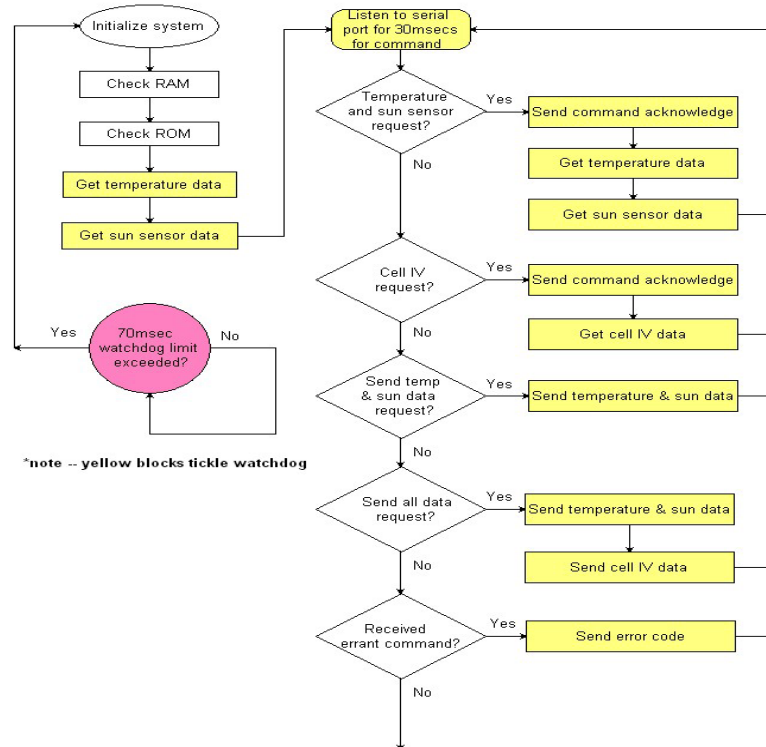 Initialize system
Check RAM
Check ROM
Get temperature data
Get sun sensor data
Yes
70msec
watchdog limit
exceeded?
No
*note -- yellow blocks tickle watchdog
Listen to serial
port for 30msecs
for command
Temperature
and sun sensor
request?
Yes
Send command acknowledge
Get temperature data
Get sun sensor data
No
Cell IV
request?
Yes
Send command acknowledge
Get cell IV data
No
Send temp
& sun data
request?
Yes
Send temperature & sun data
No
Send all data
request?
Yes
Send temperature & sun data
Send cell IV data
No
Received
errant command?
Yes
Send error code
No